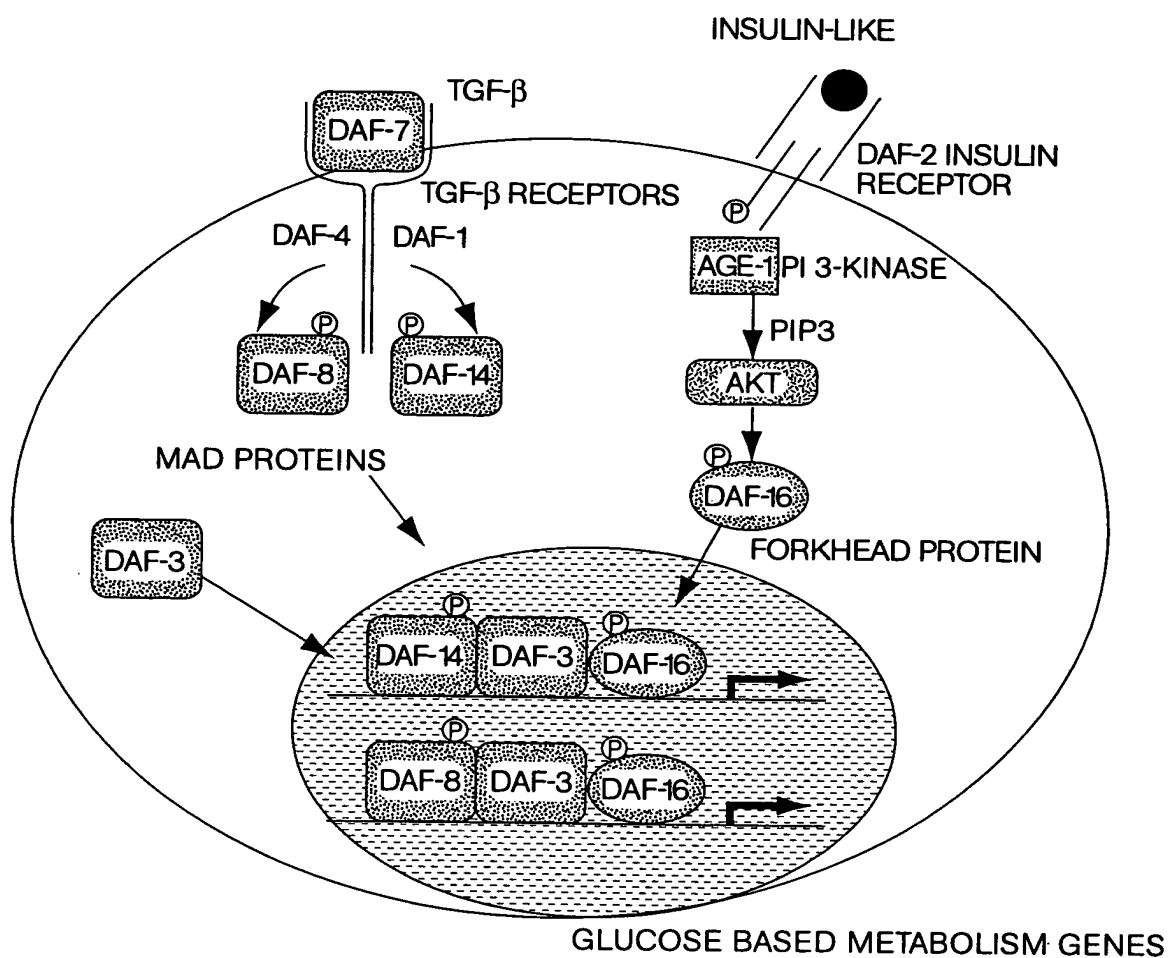 INSULIN-LIKE
TGF-β
DAF-7
DAF-2 INSULIN
RECEPTOR
TGF-β RECEPTORS
P
DAF-4
DAF-1
AGE-1
PI 3-KINASE
P
P
PIP3
DAF-8
DAF-14
AKT
MAD PROTEINS
P
DAF-16
DAF-3
FORKHEAD PROTEIN
P
P
DAF-14
DAF-3
DAF-16
P
P
DAF-8
DAF-3
DAF-16
GLUCOSE BASED METABOLISM GENES